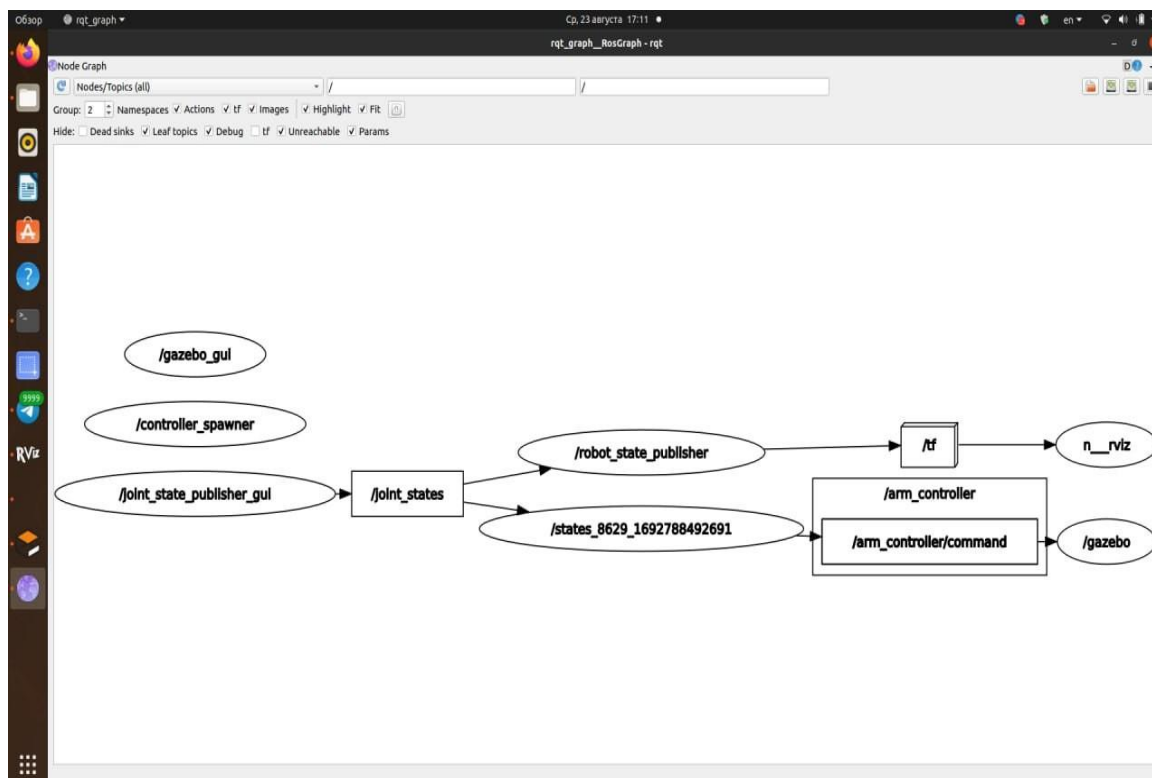 Обзор rqt_graph Ср, 23 августа 17:11 en
rqt_graph__RosGraph - rqt
Node Graph D
Nodes/Topics (all) / /
Group: 2 Namespaces Actions tf Images Highlight Fit
Hide: Dead sinks Leaf topics Debug tf Unreachable Params
/gazebo_gui
/controller_spawner
/joint_state_publisher_gui
/joint_states
/robot_state_publisher
/states_8629_1692788492691
/tf
n__rviz
/arm_controller
/arm_controller/command
/gazebo
9999
RViz